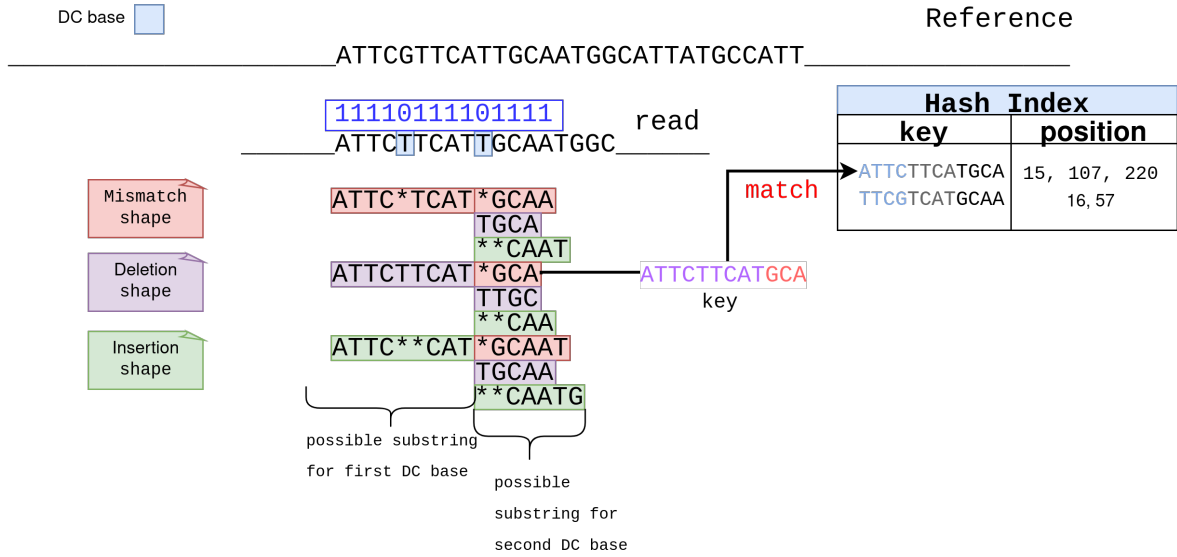 DC base
Reference
ATTCGTTCATTGCAATGGCATTATGCCATT
11110111101111
ATTCTTCATTGCAATGGC
read
Hash Index
key position
ATTCTTCATGCA 15, 107, 220
TTCGTCATGCAA 16, 57
match
Mismatch
shape
ATTC*TCAT *GCAA
TGCA
**CAAT
Deletion
shape
ATTCTTCAT *GCA
TTGC
**CAA
ATTCTTCATGCA
key
Insertion
shape
ATTC**CAT *GCAAT
TGCAA
**CAATG
possible substring
for first DC base
possible
substring for
second DC base